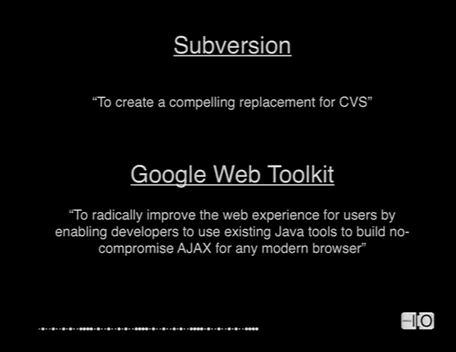 Subversion
“To create a compelling replacement for CVS”
Google Web Toolkit
“To radically improve the web experience for users by
enabling developers to use existing Java tools to build no-
compromise AJAX for any modern browser”
IO